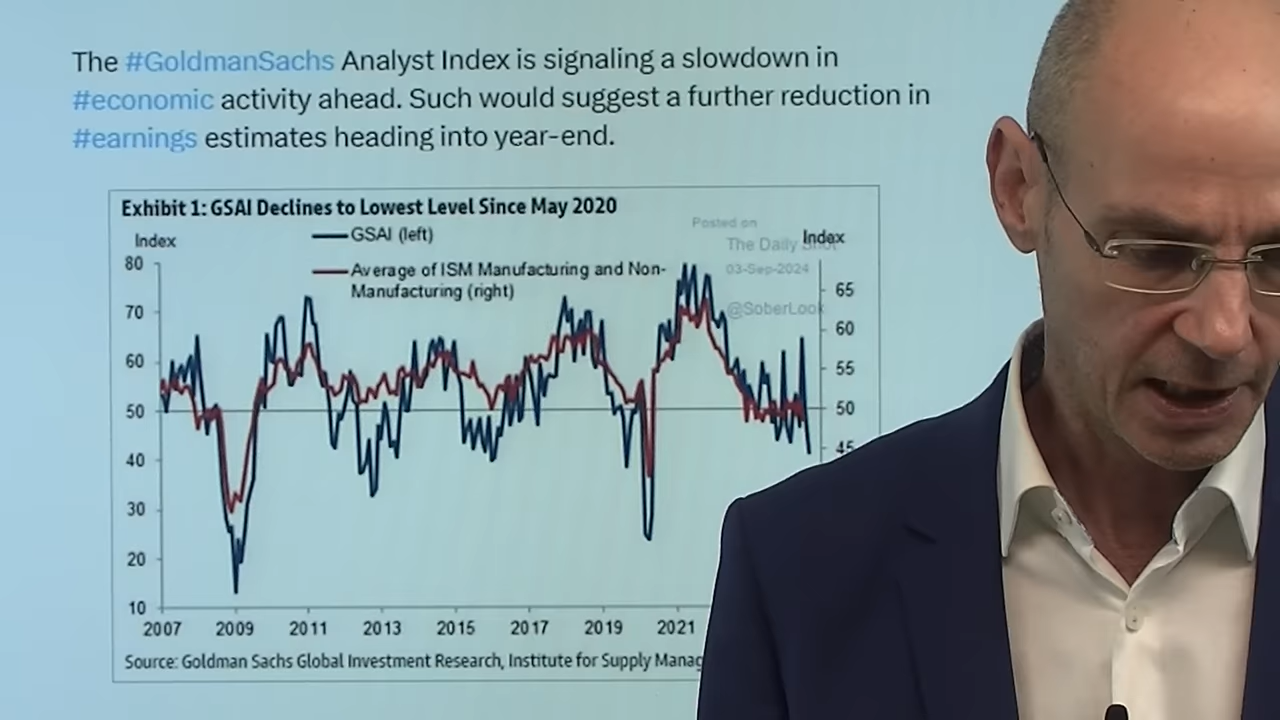 The #GoldmanSachs Analyst Index is signaling a slowdown in
#economic activity ahead. Such would suggest a further reduction in
#earnings estimates heading into year-end.
Exhibit 1: GSAI Declines to Lowest Level Since May 2020
Posted on
Index
GSAI (left)
The Daily Shot
Index
80
Average of ISM Manufacturing and Non-
Manufacturing (right)
03-Sep-2024
65
70
@SoberLook
60
60
55
50
50
40
45
30
20
10
2007 2009 2011 2013 2015 2017 2019 2021
Source: Goldman Sachs Global Investment Research, Institute for Supply